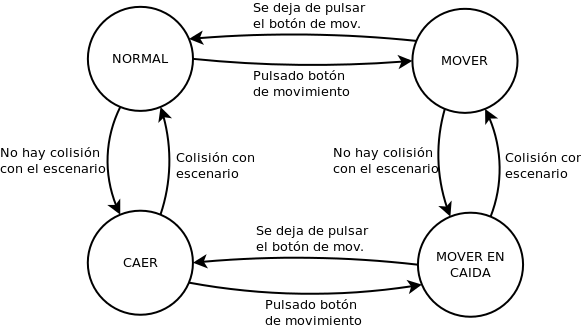 Se deja de pulsar
el botón de mov.
NORMAL
MOVER
Pulsado botón
de movimiento
No hay colisión
con el escenario
Colisión con
escenario
No hay colisión
con el escenario
Colisión con
escenario
Se deja de pulsar
el botón de mov.
CAER
MOVER EN
CAIDA
Pulsado botón
de movimiento